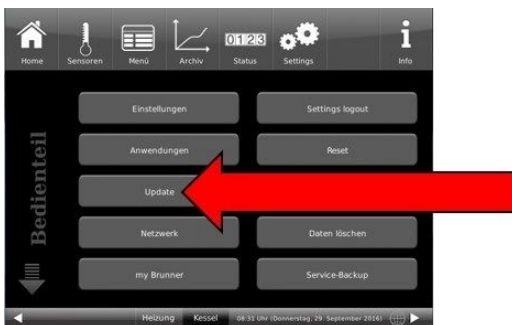 Home Sensoren Menü Archiv 0123 Status Settings i Info
Einstellungen Settings logout
Anwendungen Reset
Update
Netzwerk Daten löschen
my Brunner Service-Backup
Bedienteil
Heizung Kessel 08:31 Uhr (Donnerstag, 29. September 2016)